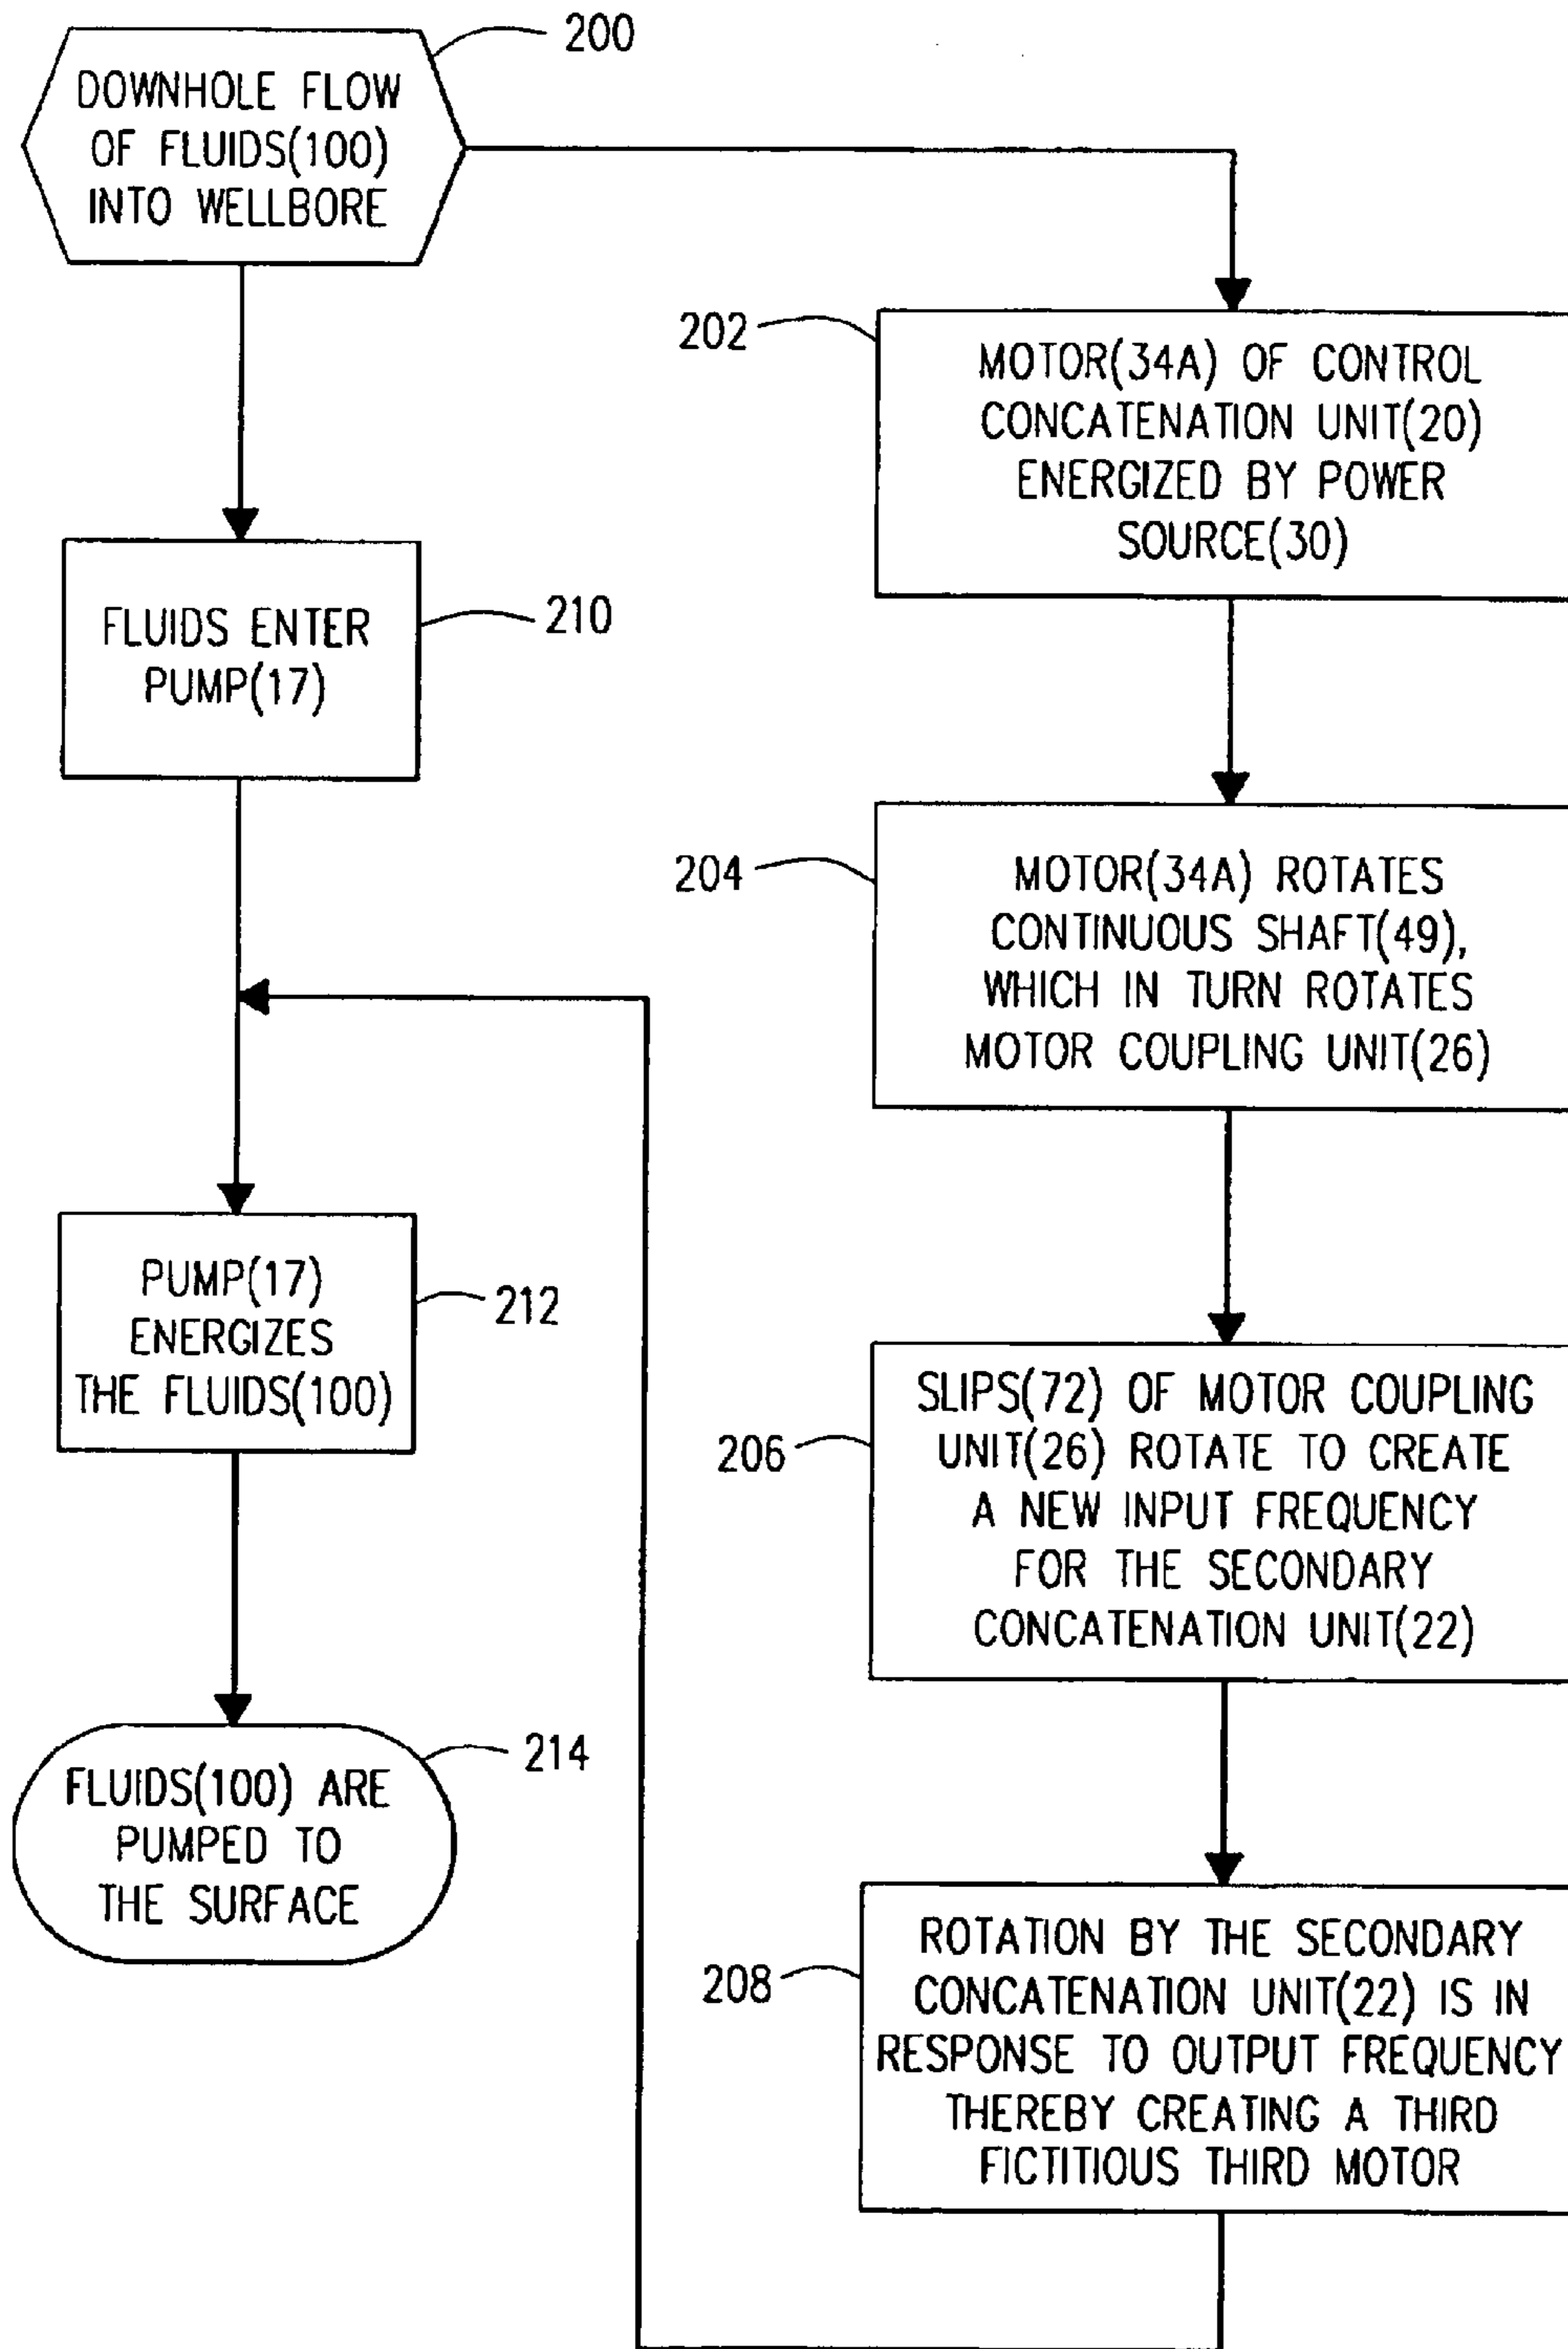 200
DOWNHOLE FLOW
OF FLUIDS(100)
INTO WELLBORE
202
MOTOR(34A) OF CONTROL
CONCATENATION UNIT(20)
ENERGIZED BY POWER
SOURCE(30)
210
FLUIDS ENTER
PUMP(17)
204
MOTOR(34A) ROTATES
CONTINUOUS SHAFT(49),
WHICH IN TURN ROTATES
MOTOR COUPLING UNIT(26)
212
PUMP(17)
ENERGIZES
THE FLUIDS(100)
206
SLIPS(72) OF MOTOR COUPLING
UNIT(26) ROTATE TO CREATE
A NEW INPUT FREQUENCY
FOR THE SECONDARY
CONCATENATION UNIT(22)
214
FLUIDS(100) ARE
PUMPED TO
THE SURFACE
208
ROTATION BY THE SECONDARY
CONCATENATION UNIT(22) IS IN
RESPONSE TO OUTPUT FREQUENCY
THEREBY CREATING A THIRD
FICTITIOUS THIRD MOTOR